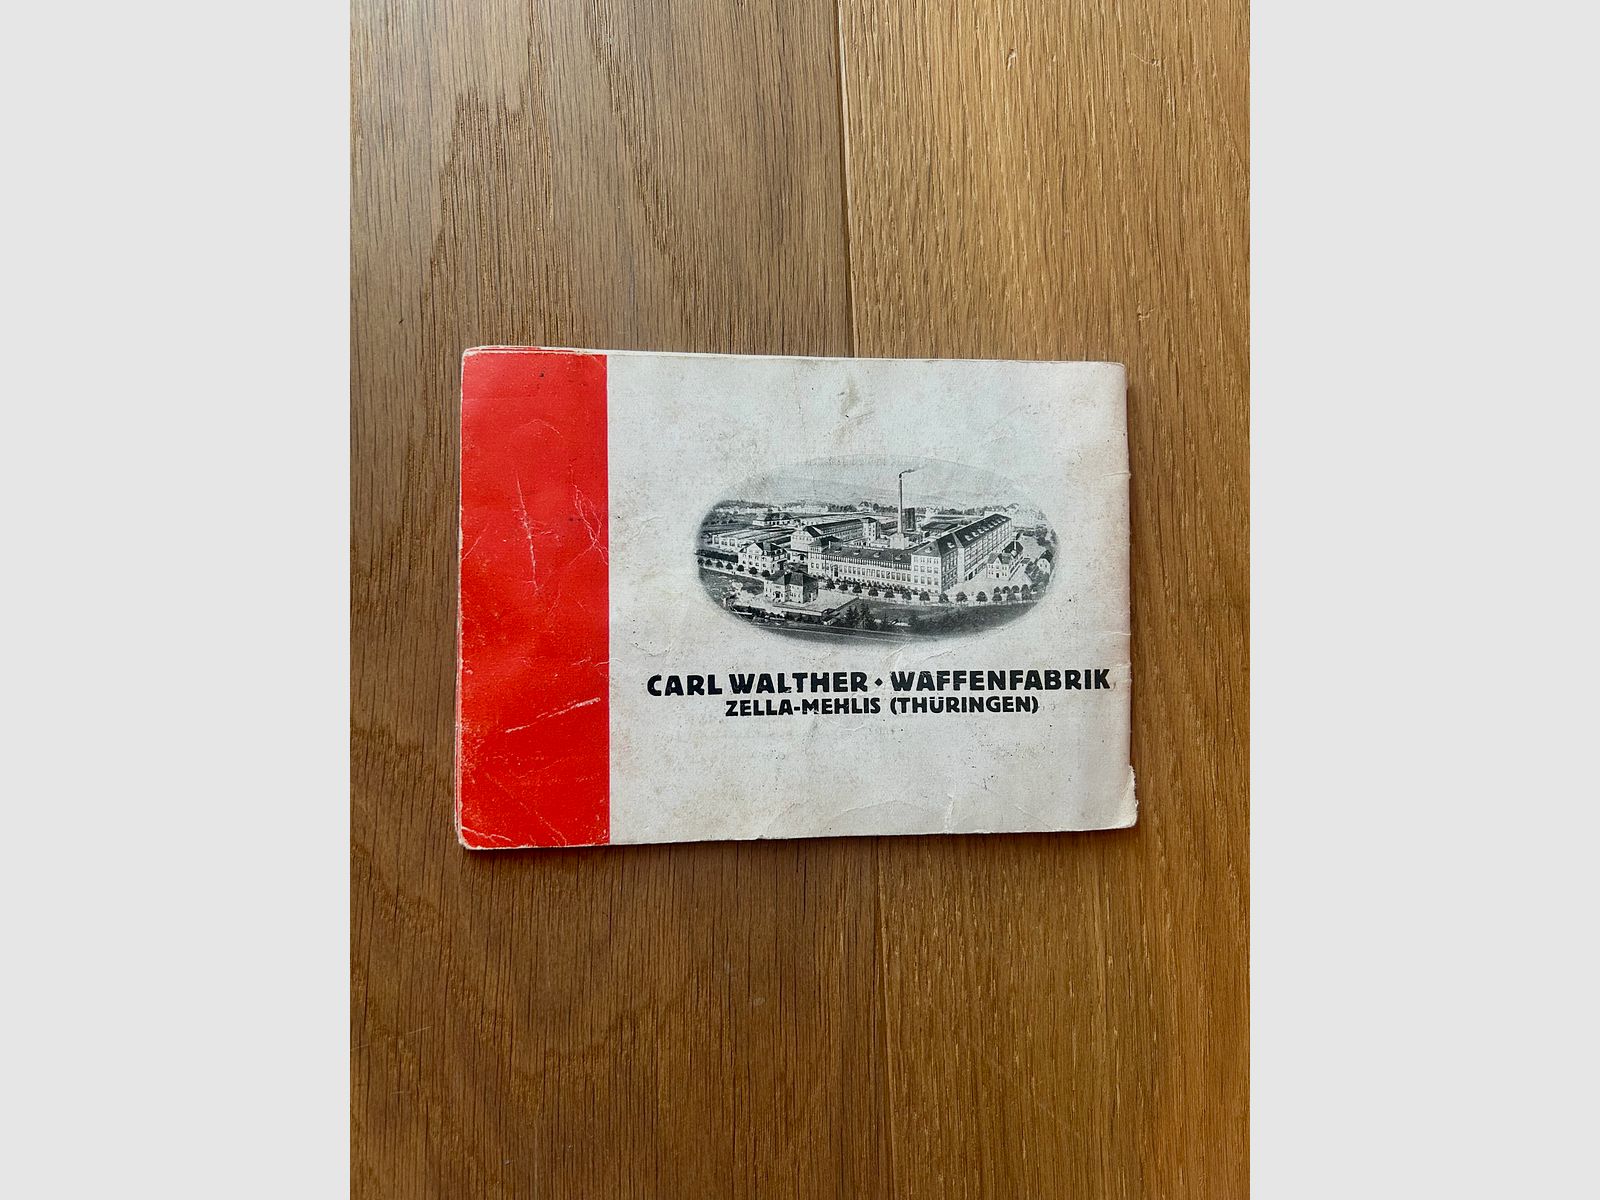 CARL WALTHER • WAFFENFABRIK
ZELLA-MEHLIS (THÜRINGEN)